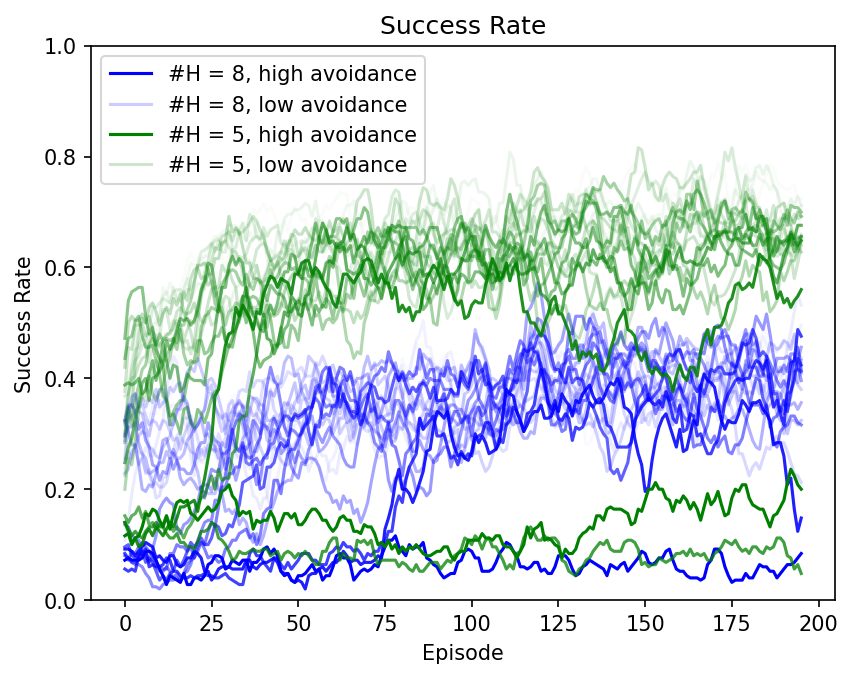 Success Rate
1.0
0.8
0.6
0.4
0.2
0.0
Success Rate
#H = 8, high avoidance
#H = 8, low avoidance
#H = 5, high avoidance
#H = 5, low avoidance
0 25 50 75 100 125 150 175 200
Episode